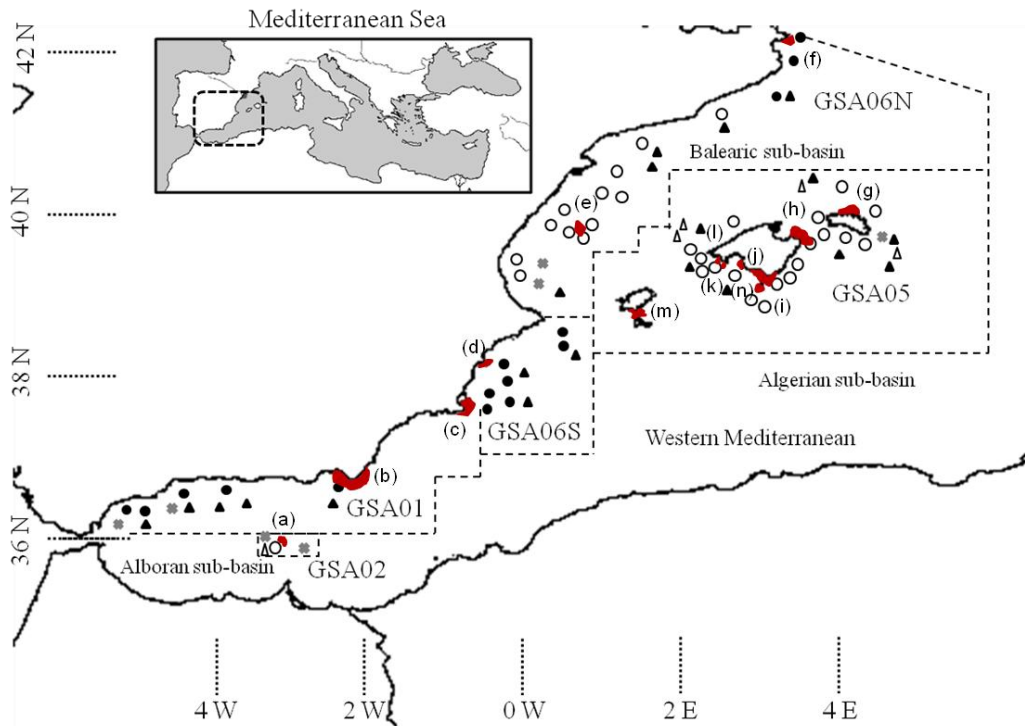 Mediterranean Sea
42 N
(f)
GSA06N
Balearic sub-basin
40 N
(e)
(g)
(h)
(l)
(j)
(k)
(n)
(i)
GSA05
(m)
38 N
(d)
Algerian sub-basin
(c)
GSA06S
Western Mediterranean
(b)
GSA01
(a)
36 N
Alboran sub-basin
GSA02
4 W
2 W
0 W
2 E
4 E